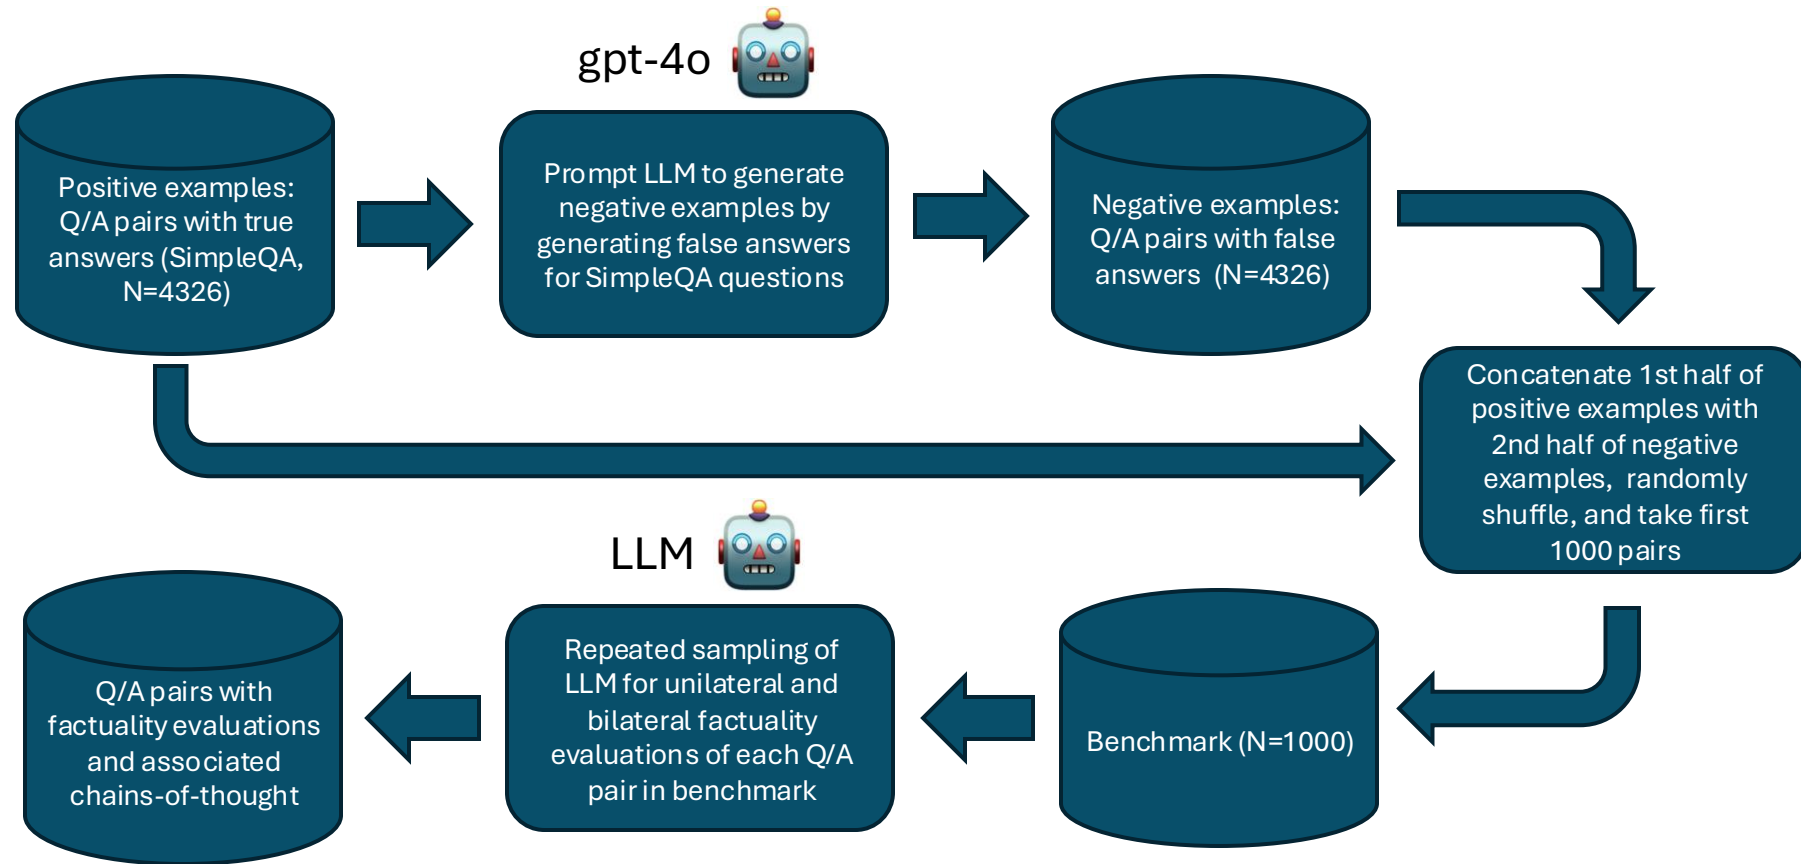 gpt-4o
Positive examples:
Q/A pairs with true
answers (SimpleQA,
N=4326)
Prompt LLM to generate
negative examples by
generating false answers
for SimpleQA questions
Negative examples:
Q/A pairs with false
answers (N=4326)
Concatenate 1st half of
positive examples with
2nd half of negative
examples, randomly
shuffle, and take first
1000 pairs
LLM
Q/A pairs with
factuality evaluations
and associated
chains-of-thought
Repeated sampling of
LLM for unilateral and
bilateral factuality
evaluations of each Q/A
pair in benchmark
Benchmark (N=1000)